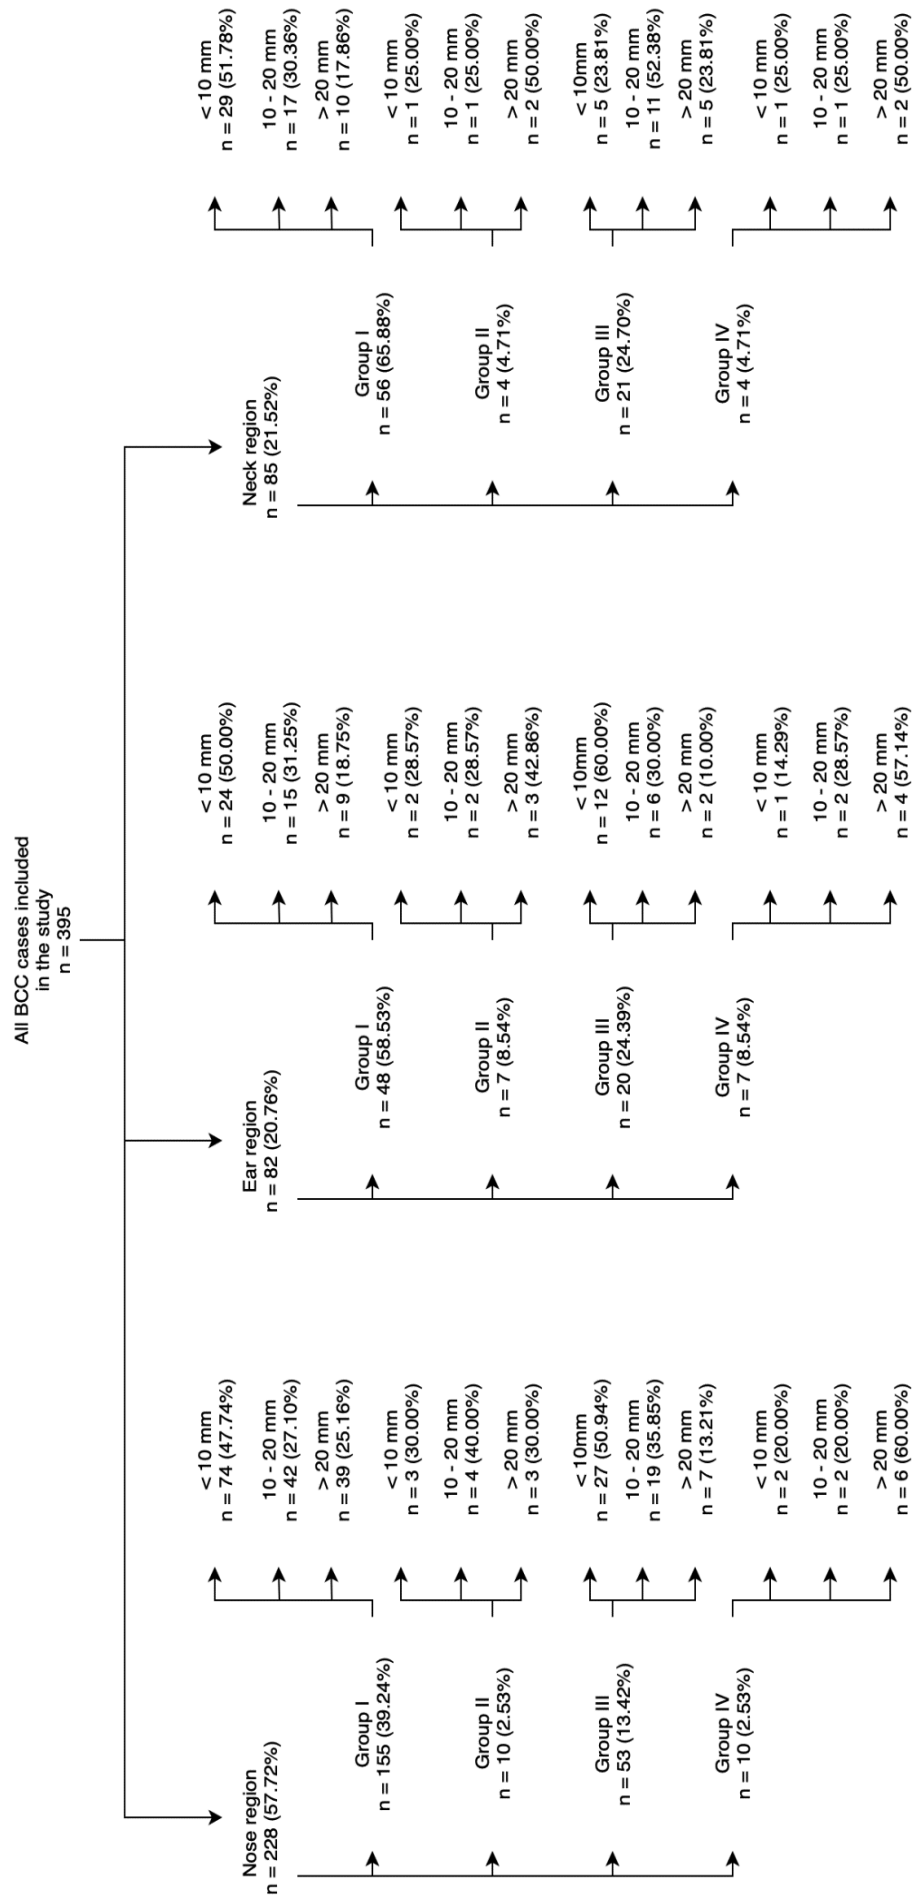 All BCC cases included
in the study
n = 395
Nose region
n = 228 (57.72%)
Group I
n = 155 (39.24%)
< 10 mm
n = 74 (47.74%)
10 - 20 mm
n = 42 (27.10%)
> 20 mm
n = 39 (25.16%)
Group II
n = 10 (2.53%)
< 10 mm
n = 3 (30.00%)
10 - 20 mm
n = 4 (40.00%)
> 20 mm
n = 3 (30.00%)
Group III
n = 53 (13.42%)
< 10mm
n = 27 (50.94%)
10 - 20 mm
n = 19 (35.85%)
> 20 mm
n = 7 (13.21%)
Group IV
n = 10 (2.53%)
< 10 mm
n = 2 (20.00%)
10 - 20 mm
n = 2 (20.00%)
> 20 mm
n = 6 (60.00%)
Ear region
n = 82 (20.76%)
Group I
n = 48 (58.53%)
< 10 mm
n = 24 (50.00%)
10 - 20 mm
n = 15 (31.25%)
> 20 mm
n = 9 (18.75%)
Group II
n = 7 (8.54%)
< 10 mm
n = 2 (28.57%)
10 - 20 mm
n = 2 (28.57%)
> 20 mm
n = 3 (42.86%)
Group III
n = 20 (24.39%)
< 10mm
n = 12 (60.00%)
10 - 20 mm
n = 6 (30.00%)
> 20 mm
n = 2 (10.00%)
Group IV
n = 7 (8.54%)
< 10 mm
n = 1 (14.29%)
10 - 20 mm
n = 2 (28.57%)
> 20 mm
n = 4 (57.14%)
Neck region
n = 85 (21.52%)
Group I
n = 56 (65.88%)
< 10 mm
n = 29 (51.78%)
10 - 20 mm
n = 17 (30.36%)
> 20 mm
n = 10 (17.86%)
Group II
n = 4 (4.71%)
< 10 mm
n = 1 (25.00%)
10 - 20 mm
n = 1 (25.00%)
> 20 mm
n = 2 (50.00%)
Group III
n = 21 (24.70%)
< 10mm
n = 5 (23.81%)
10 - 20 mm
n = 11 (52.38%)
> 20 mm
n = 5 (23.81%)
Group IV
n = 4 (4.71%)
< 10 mm
n = 1 (25.00%)
10 - 20 mm
n = 1 (25.00%)
> 20 mm
n = 2 (50.00%)